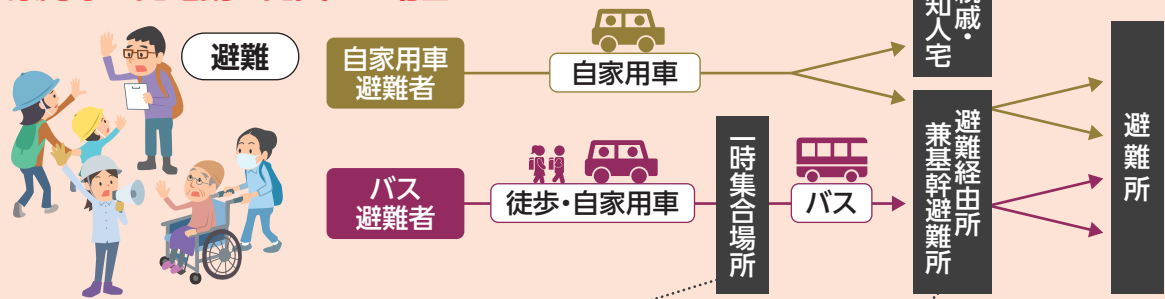 避難
自家用車
避難者
自家用車
親戚・
知人宅
バス
避難者
徒歩・自家用車
一時集合場所
バス
避難経由所
兼基幹避難所
避難所